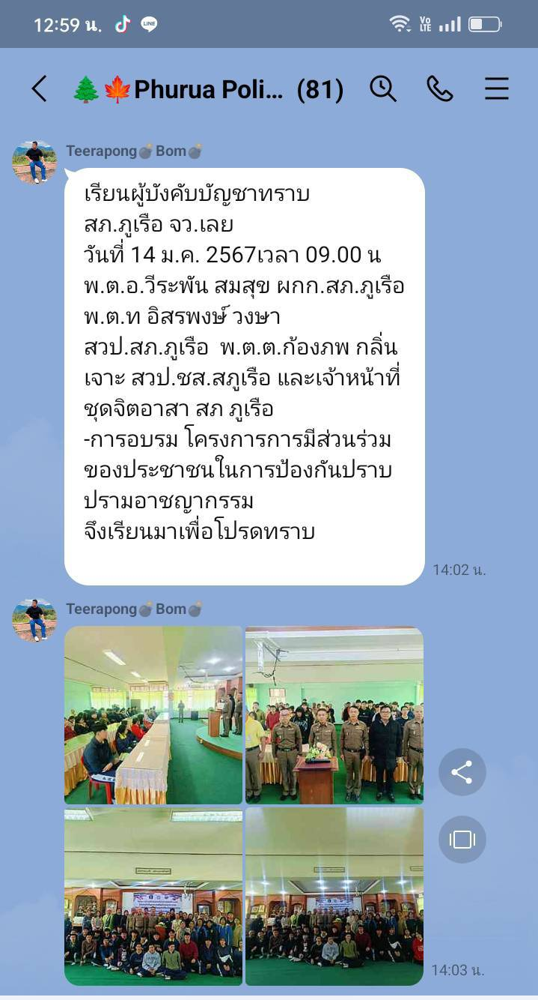 12:59 น.
LINE
Vo
LTE
Phurua Poli... (81)
Teerapong💣Bom💣
เรียนผู้บังคับบัญชาทราบ
สภ.ภูเรือ จว.เลย
วันที่ 14 ม.ค. 2567เวลา 09.00 น
พ.ต.อ.วีระพัน สมสุข ผกก.สภ.ภูเรือ
พ.ต.ท อิสรพงษ์ วงษา
สวป.สภ.ภูเรือ  พ.ต.ต.ก้องภพ กลิ่น
เจาะ สวป.ชส.สภูเรือ และเจ้าหน้าที่
ชุดจิตอาสา สภ ภูเรือ
-การอบรม โครงการการมีส่วนร่วม
ของประชาชนในการป้องกันปราบ
ปรามอาชญากรรม
จึงเรียนมาเพื่อโปรดทราบ
14:02 น.
Teerapong💣Bom💣
14:03 น.